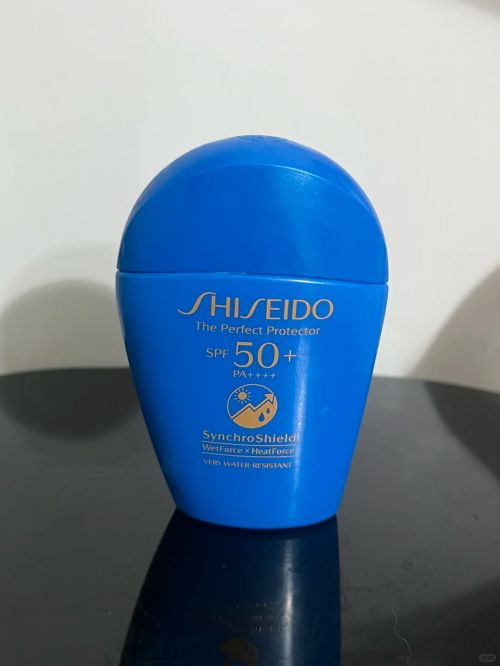 SHISEIDO
The Perfect Protector
SPF 50+
PA++++
SynchroShield
WetForce × HeatForce
VERY WATER RESISTANT